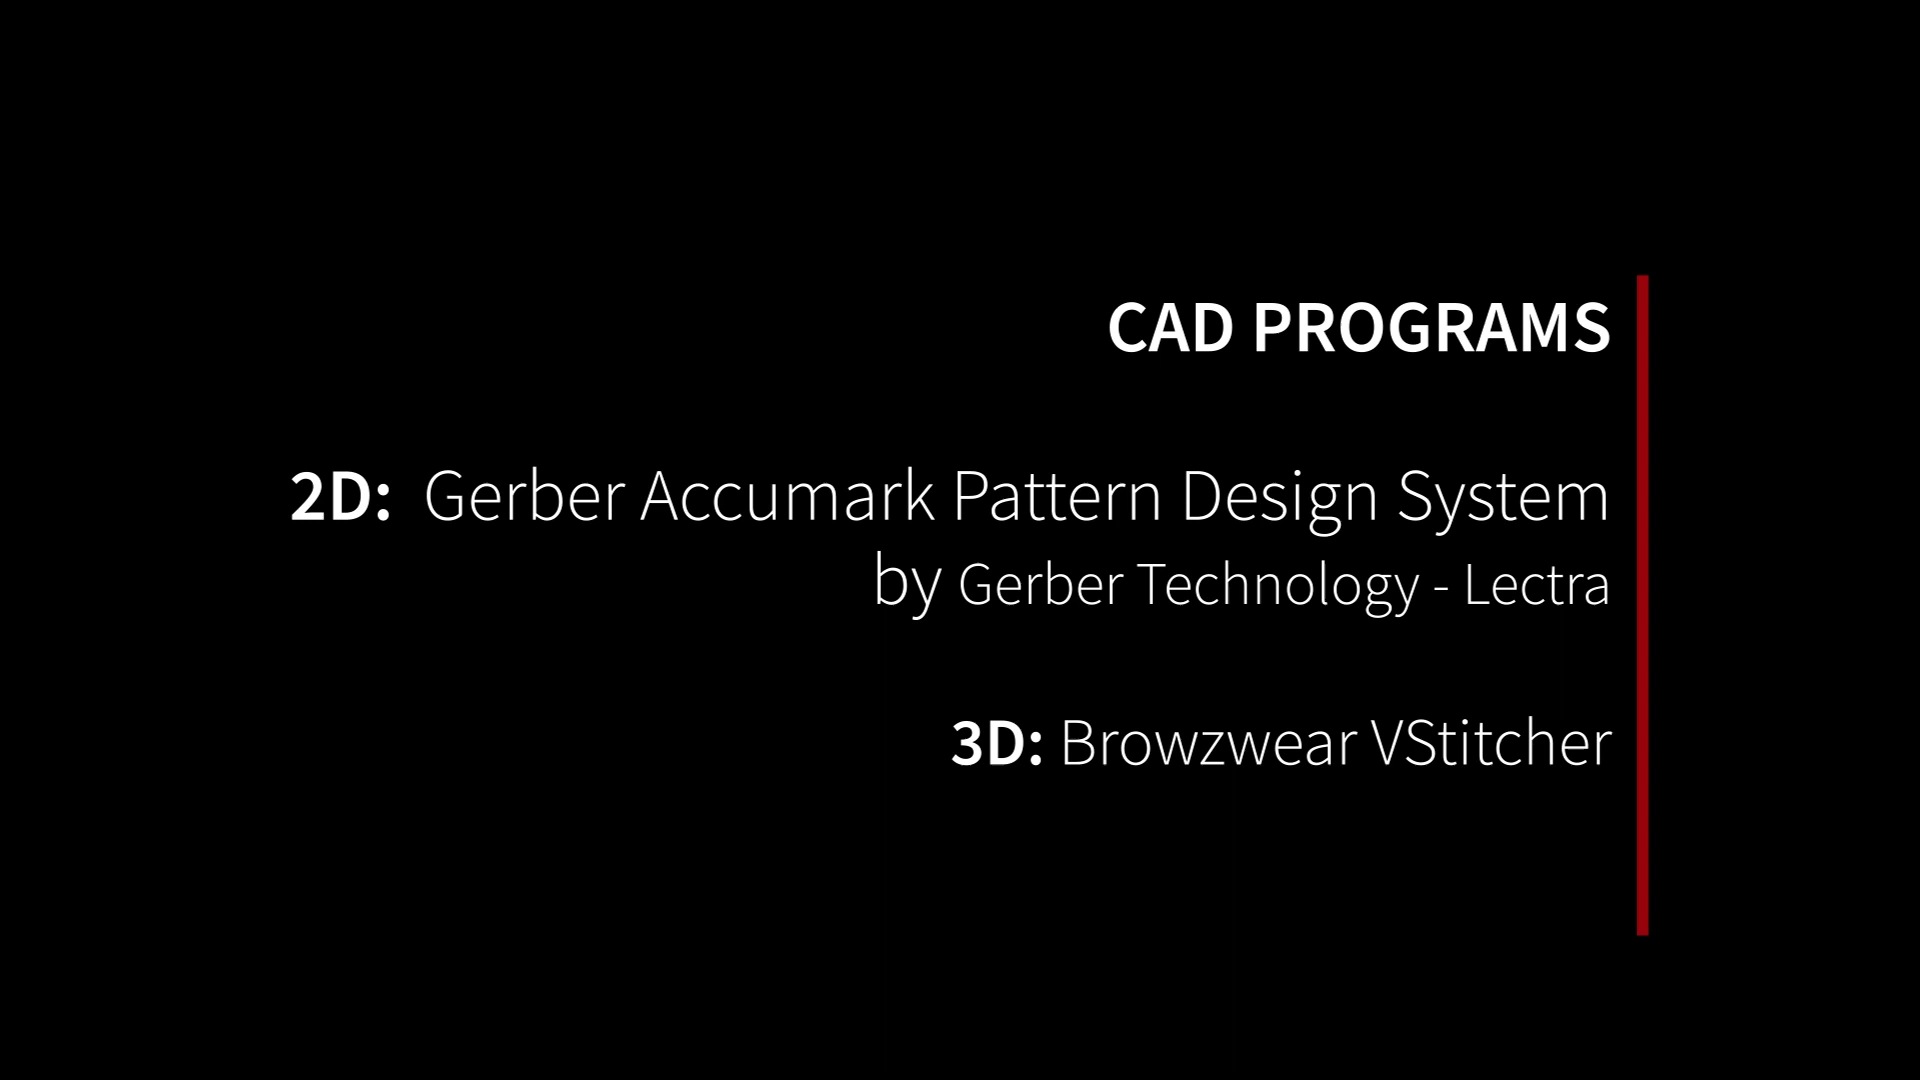 CAD PROGRAMS
2D: Gerber Accumark Pattern Design System
by Gerber Technology - Lectra
3D: Browzwear VStitcher